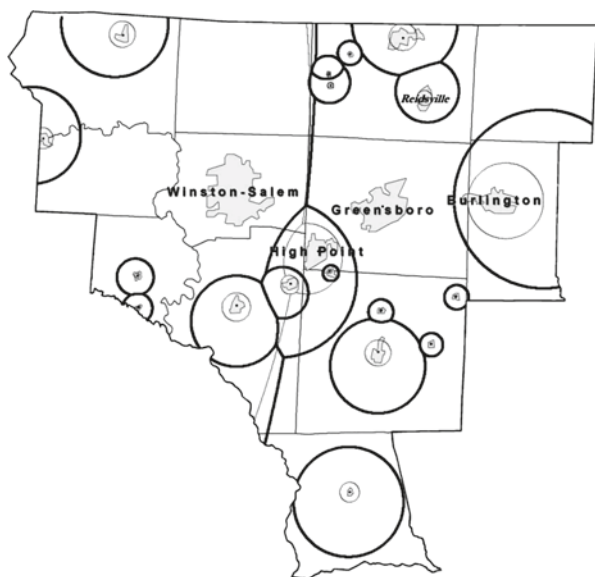 Reidsville
Winston-Salem
Greensboro
Burlington
High Point